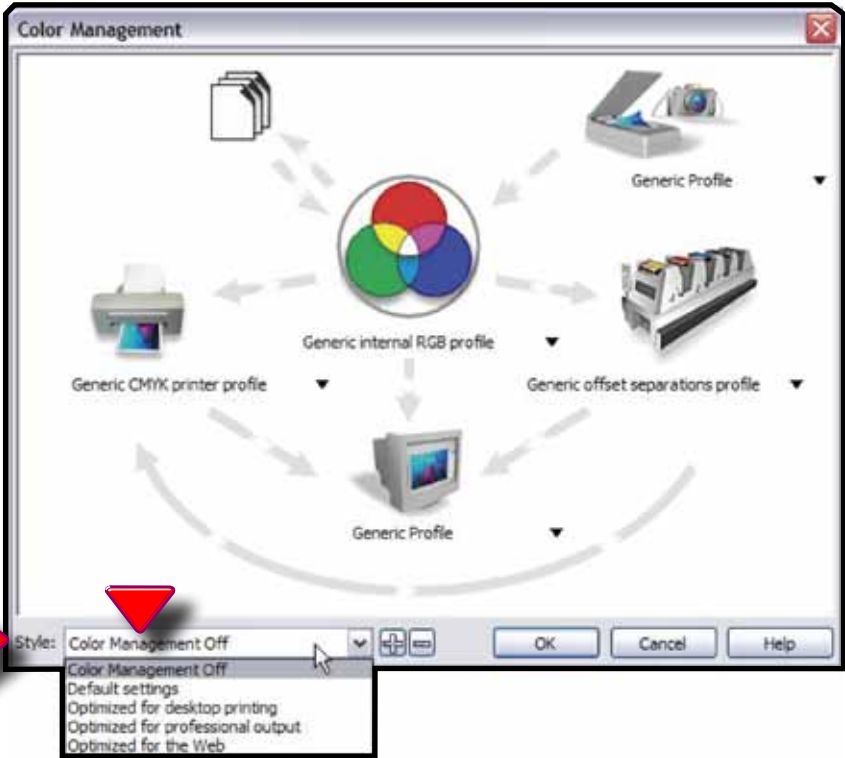 Color Management
Generic Profile
Generic internal RGB profile
Generic CMYK printer profile
Generic offset separations profile
Generic Profile
Style: Color Management Off
OK
Cancel
Help
Color Management Off
Default settings
Optimized for desktop printing
Optimized for professional output
Optimized for the Web